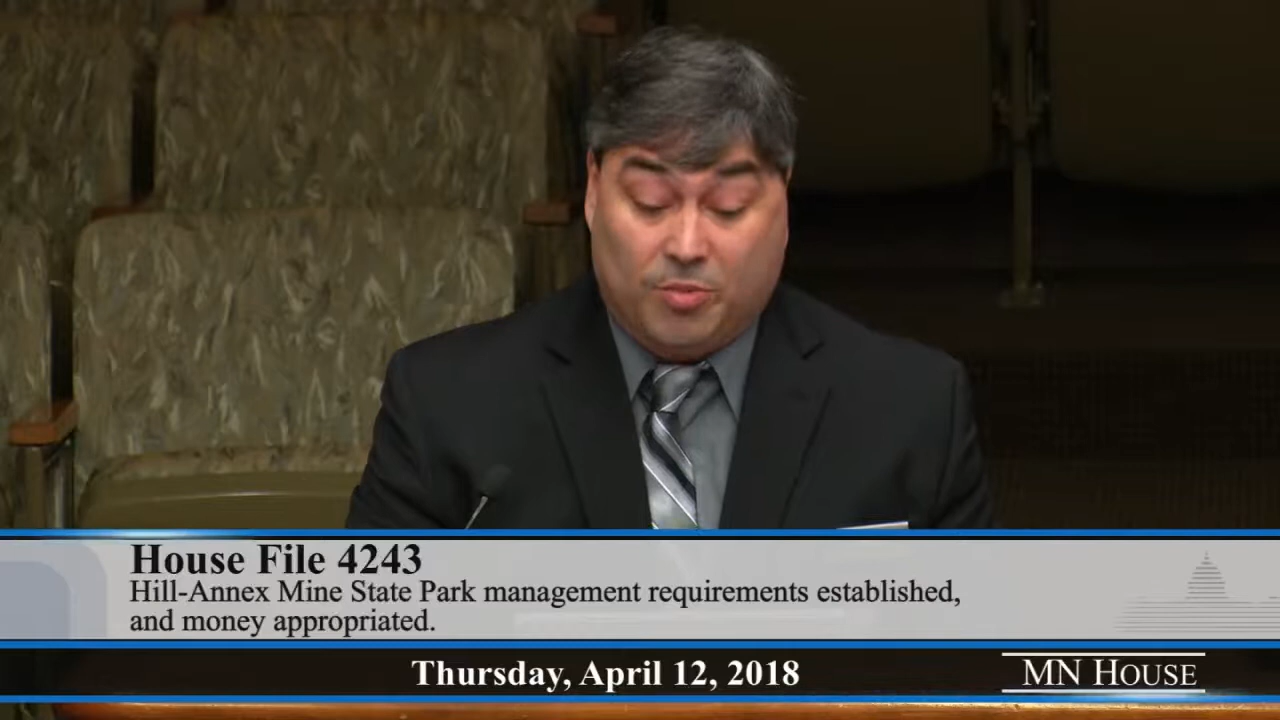 House File 4243
Hill-Annex Mine State Park management requirements established,
and money appropriated.
Thursday, April 12, 2018
MN HOUSE